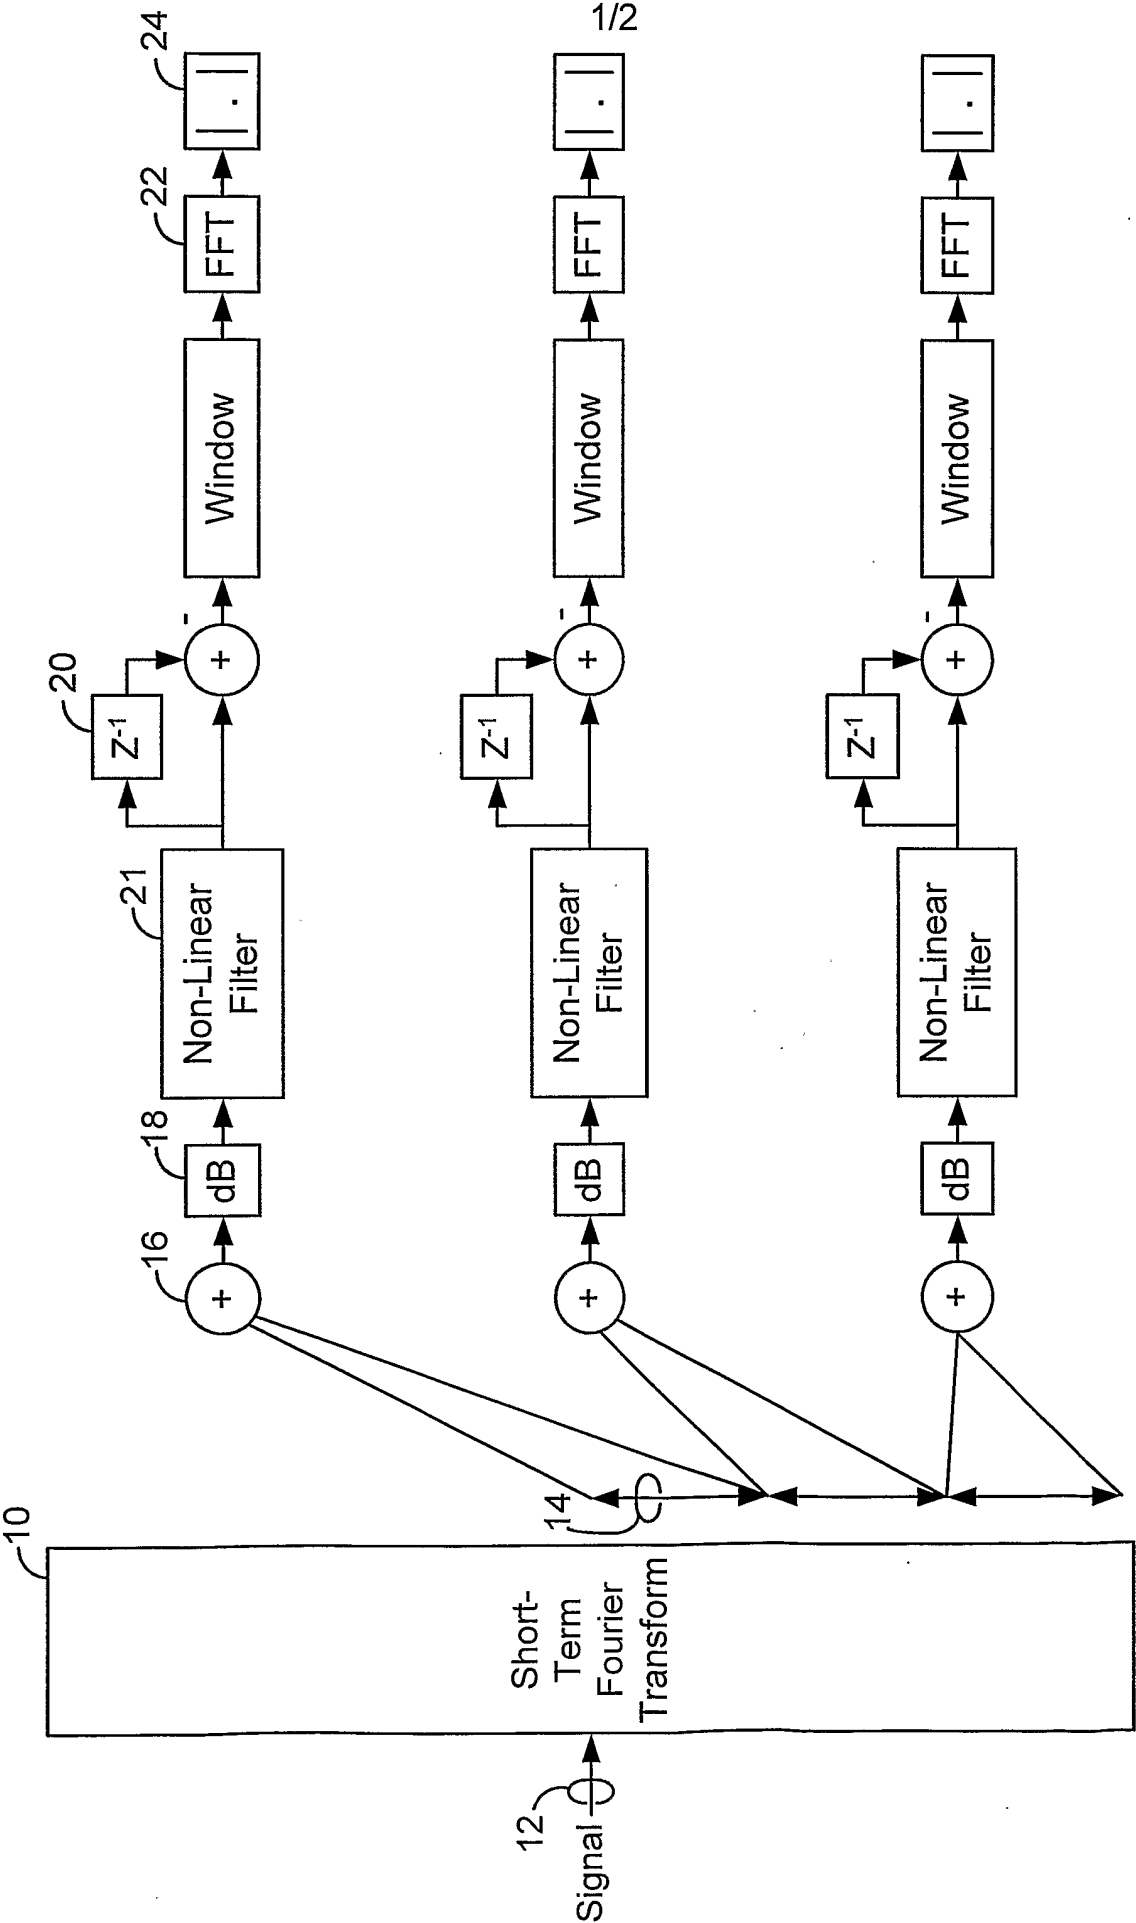 1/2
10
12
Signal
Short-
Term
Fourier
Transform
14
16
+
18
dB
21
Non-Linear
Filter
20
Z-1
+
-
Window
22
FFT
24
| . |
+
dB
Non-Linear
Filter
Z-1
+
-
Window
FFT
| . |
+
dB
Non-Linear
Filter
Z-1
+
-
Window
FFT
| . |